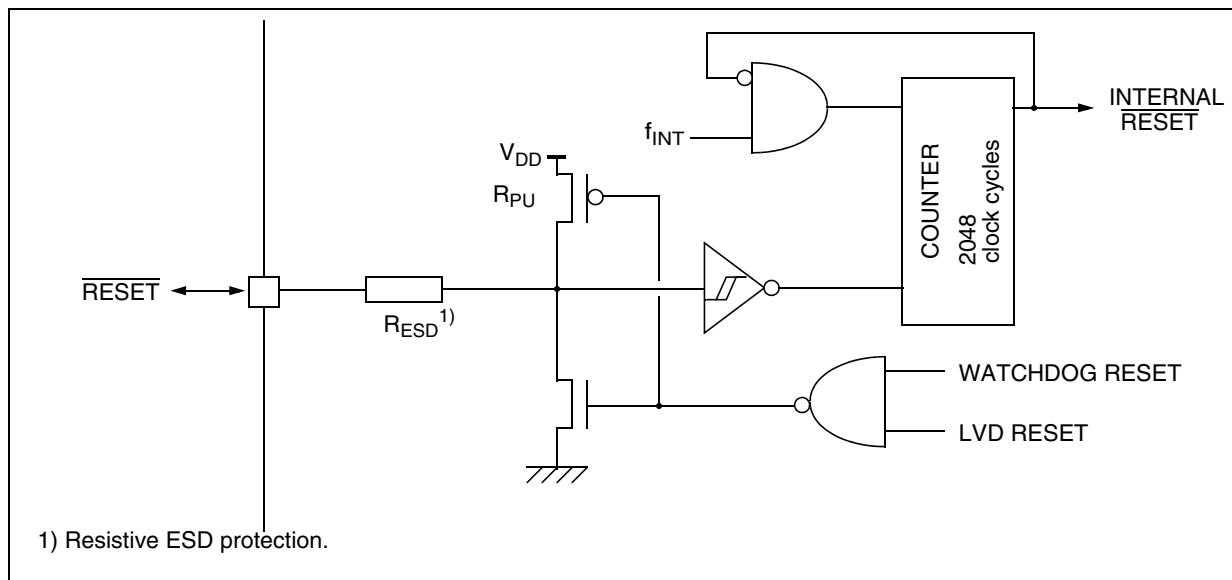 INTERNAL
RESET
f_INT
V_DD
R_PU
COUNTER
2048
clock cycles
RESET
R_ESD 1)
WATCHDOG RESET
LVD RESET
1) Resistive ESD protection.